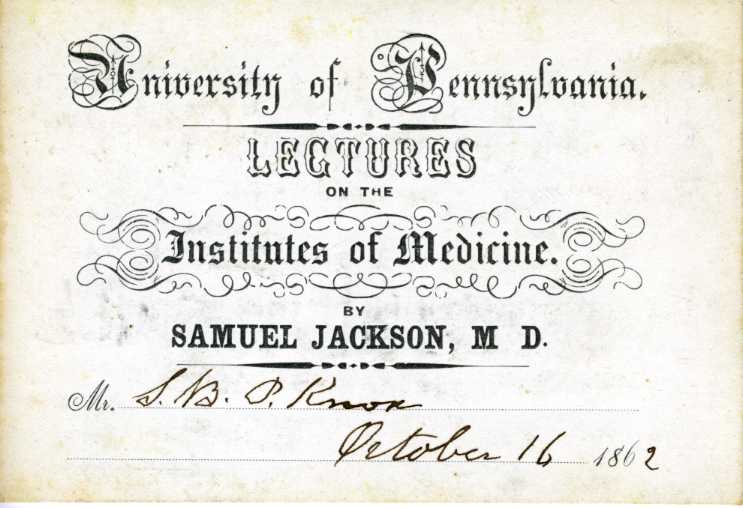 University of Pennsylvania.
LECTURES
ON THE
Institutes of Medicine.
BY
SAMUEL JACKSON, M D.
Mr. S. B. P. Knox
October 16 1862